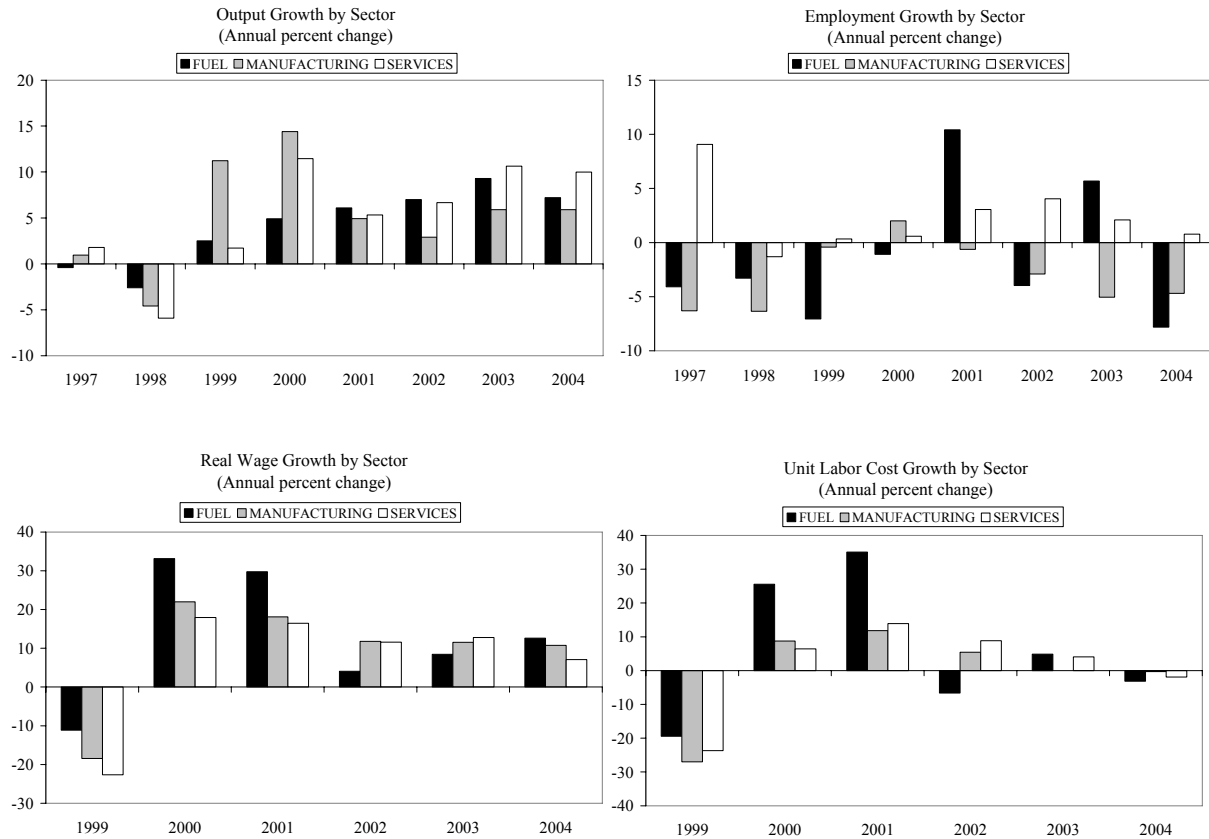 Output Growth by Sector
(Annual percent change)
FUEL MANUFACTURING SERVICES
20
15
10
5
0
-5
-10
1997 1998 1999 2000 2001 2002 2003 2004
Employment Growth by Sector
(Annual percent change)
FUEL MANUFACTURING SERVICES
15
10
5
0
-5
-10
1997 1998 1999 2000 2001 2002 2003 2004
Real Wage Growth by Sector
(Annual percent change)
FUEL MANUFACTURING SERVICES
40
30
20
10
0
-10
-20
-30
1999 2000 2001 2002 2003 2004
Unit Labor Cost Growth by Sector
(Annual percent change)
FUEL MANUFACTURING SERVICES
40
30
20
10
0
-10
-20
-30
-40
1999 2000 2001 2002 2003 2004